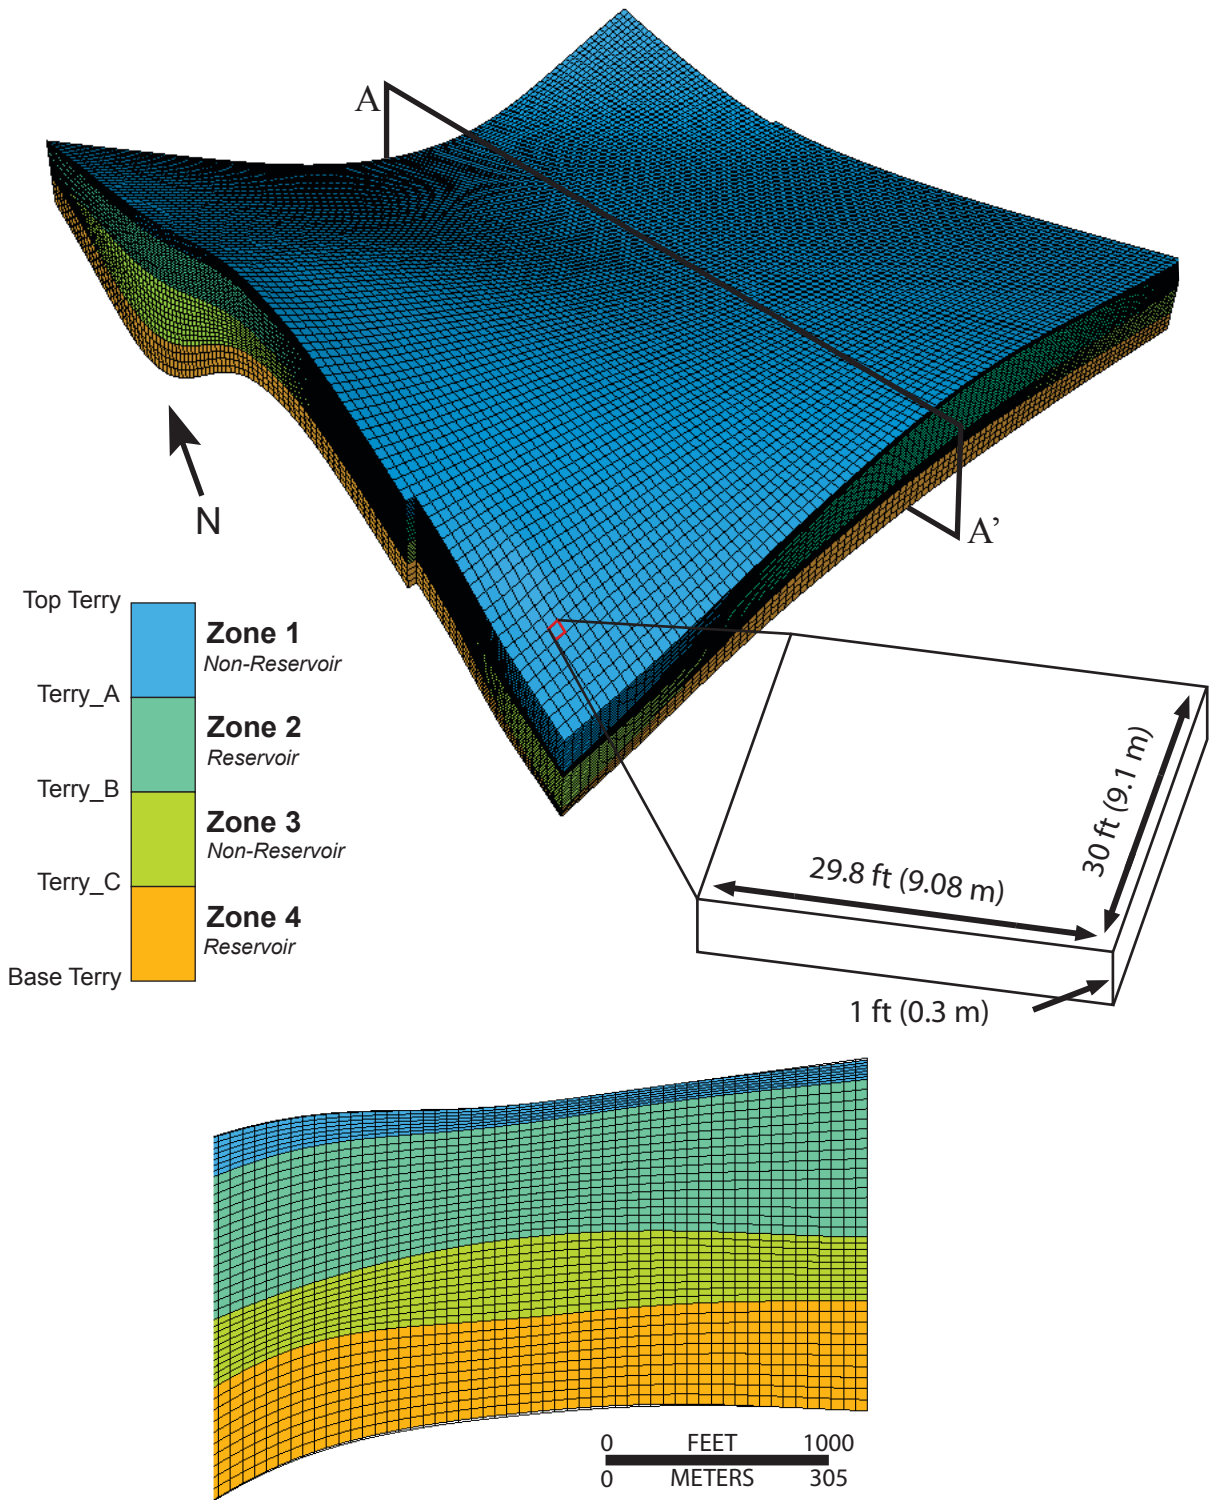 A
A’
N
Top Terry
Zone 1
Non-Reservoir
Terry_A
Zone 2
Reservoir
Terry_B
Zone 3
Non-Reservoir
Terry_C
Zone 4
Reservoir
Base Terry
30 ft (9.1 m)
29.8 ft (9.08 m)
1 ft (0.3 m)
0 FEET 1000
0 METERS 305